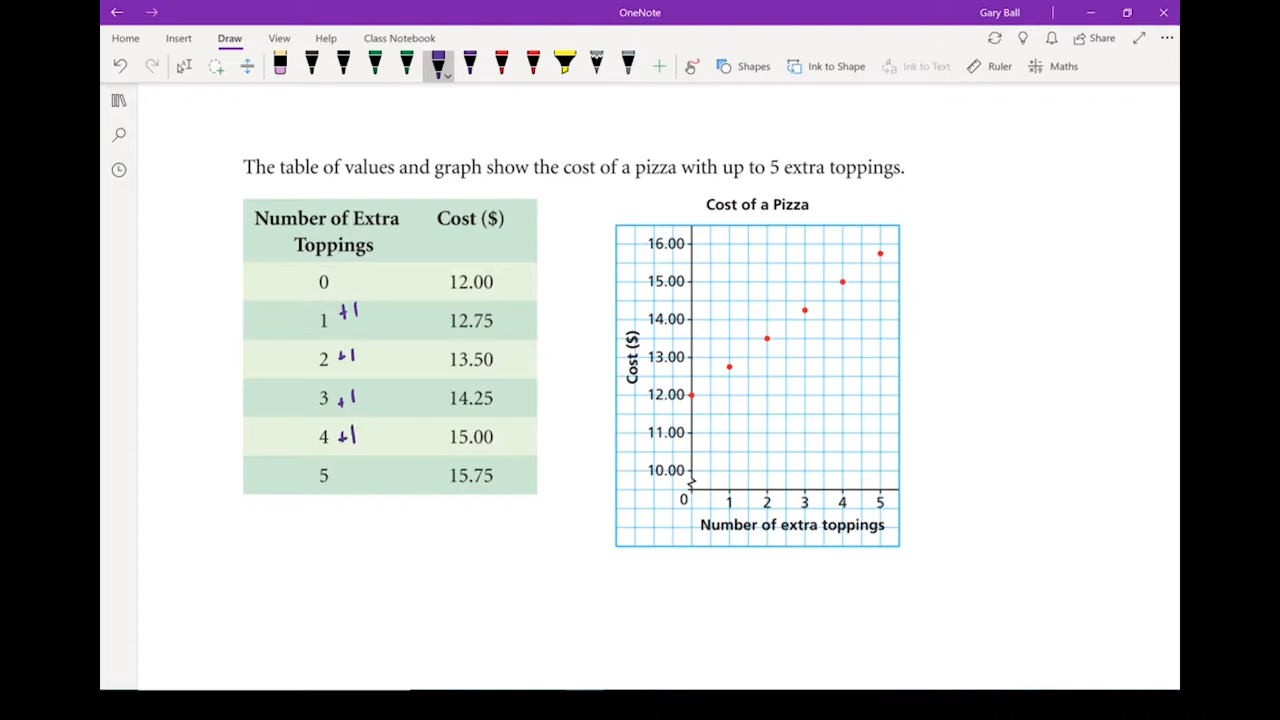 OneNote
Gary Ball
Home Insert Draw View Help Class Notebook
Share
Shapes Ink to Shape Ink to Text Ruler Maths
The table of values and graph show the cost of a pizza with up to 5 extra toppings.
Number of Extra Toppings Cost ($)
0 12.00
1 +1 12.75
2 +1 13.50
3 +1 14.25
4 +1 15.00
5 15.75
Cost of a Pizza
Cost ($)
16.00
15.00
14.00
13.00
12.00
11.00
10.00
0 1 2 3 4 5
Number of extra toppings